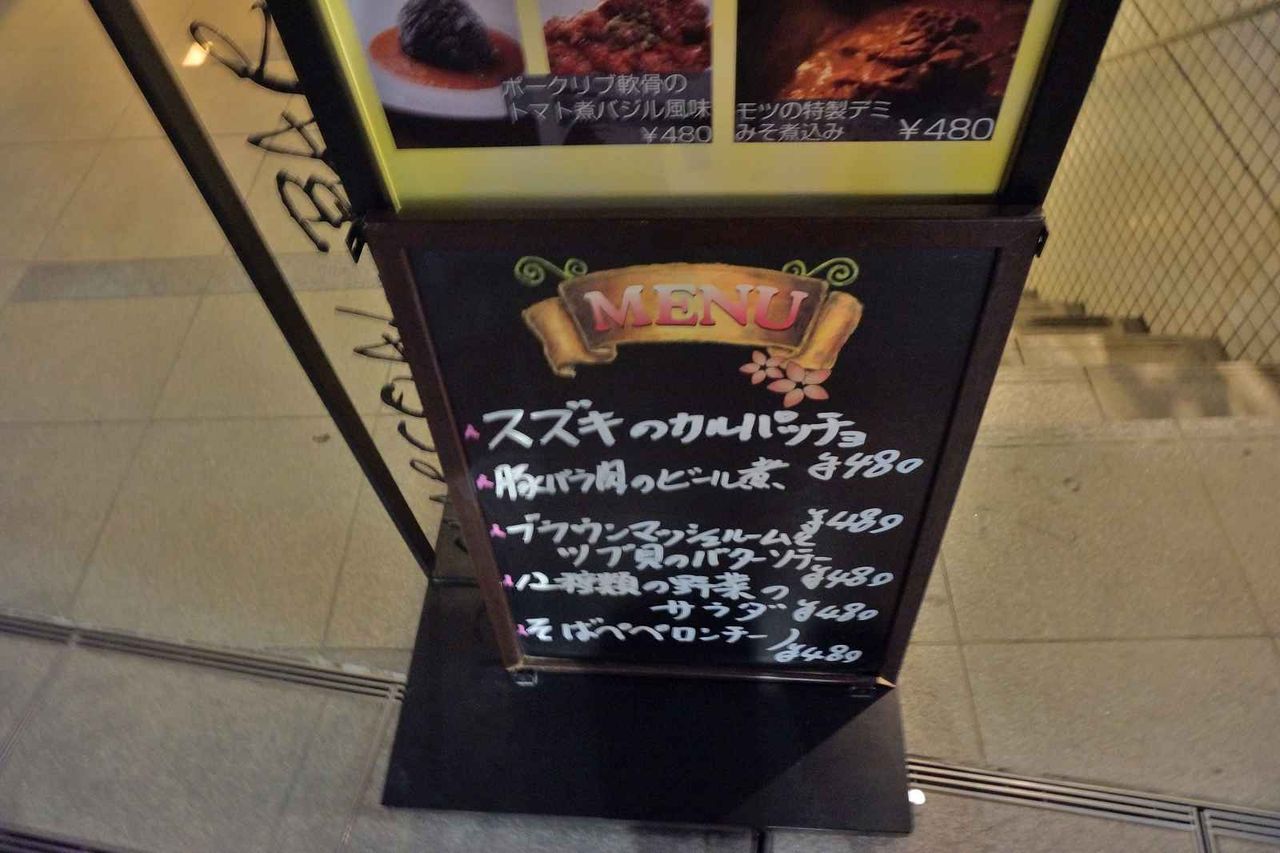 ポークリブ軟骨の
トマト煮バジル風味
¥480
モツの特製デミ
みそ煮込み ¥480
BAR
MENU
スズキのカルパッチョ
¥480
豚バラ肉のビール煮
¥480
ブラウンマッシュルームと
ツブ貝のバターソテー
¥480
12種類の野菜の
サラダ ¥480
そばペペロンチーノ
¥480